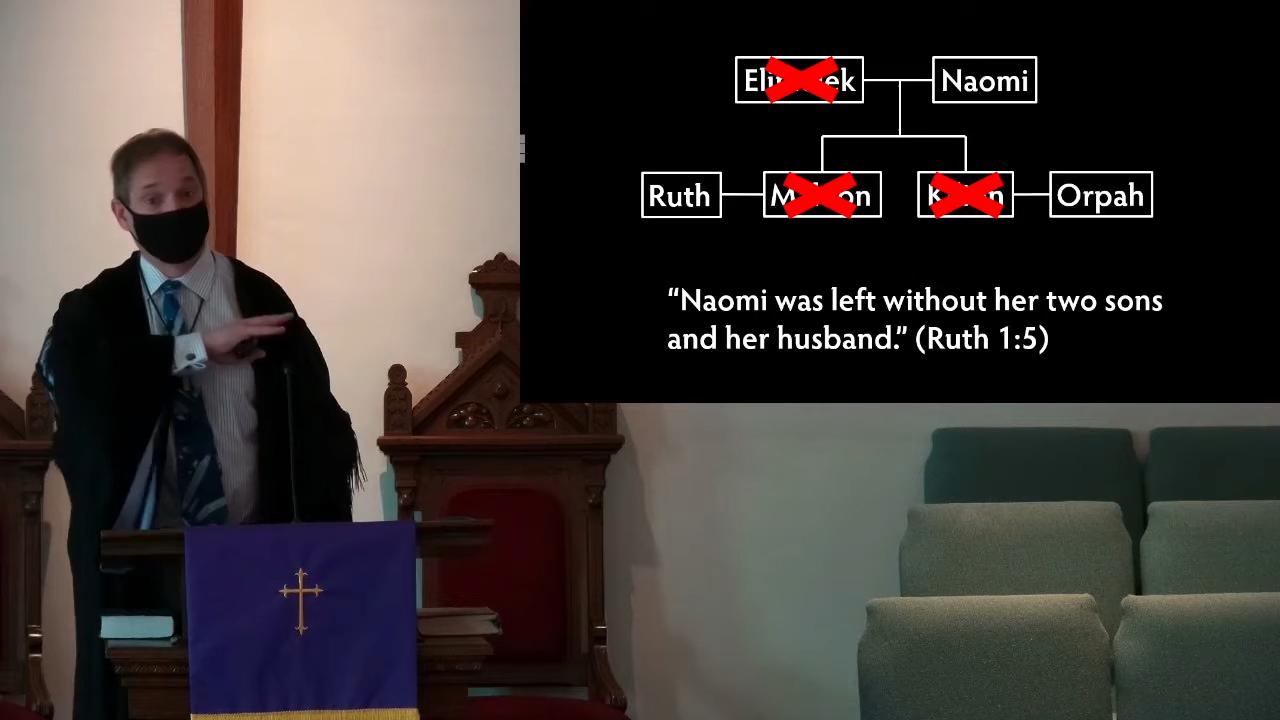 Naomi
Ruth Orpah
“Naomi was left without her two sons
and her husband.” (Ruth 1:5)